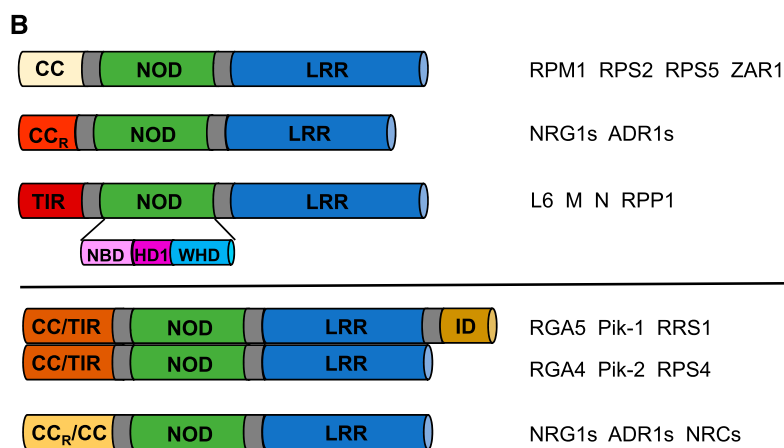 B
CC NOD LRR RPM1 RPS2 RPS5 ZAR1
CCR NOD LRR NRG1s ADR1s
TIR NOD LRR L6 M N RPP1
NBD HD1 WHD
CC/TIR NOD LRR ID RGA5 Pik-1 RRS1
CC/TIR NOD LRR RGA4 Pik-2 RPS4
CCR/CC NOD LRR NRG1s ADR1s NRCs